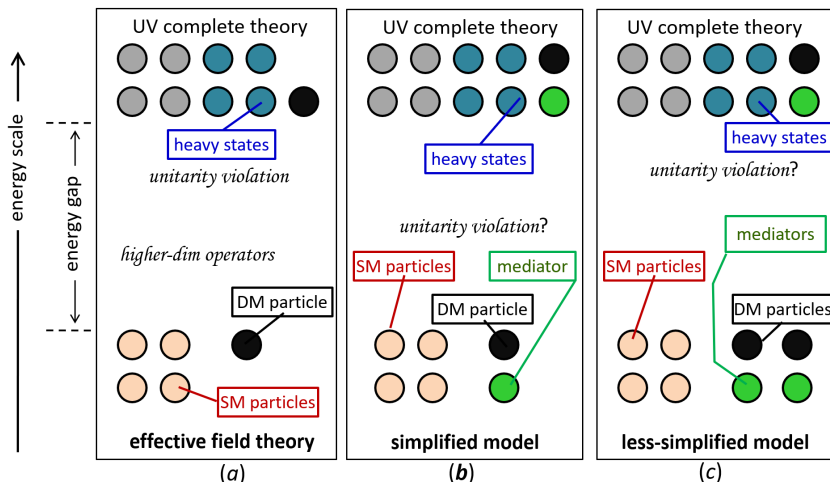 energy scale
energy gap
UV complete theory
heavy states
unitarity violation
higher-dim operators
DM particle
SM particles
effective field theory
(a)
UV complete theory
heavy states
unitarity violation?
SM particles
mediator
DM particle
simplified model
(b)
UV complete theory
heavy states
unitarity violation?
mediators
SM particles
DM particles
less-simplified model
(c)